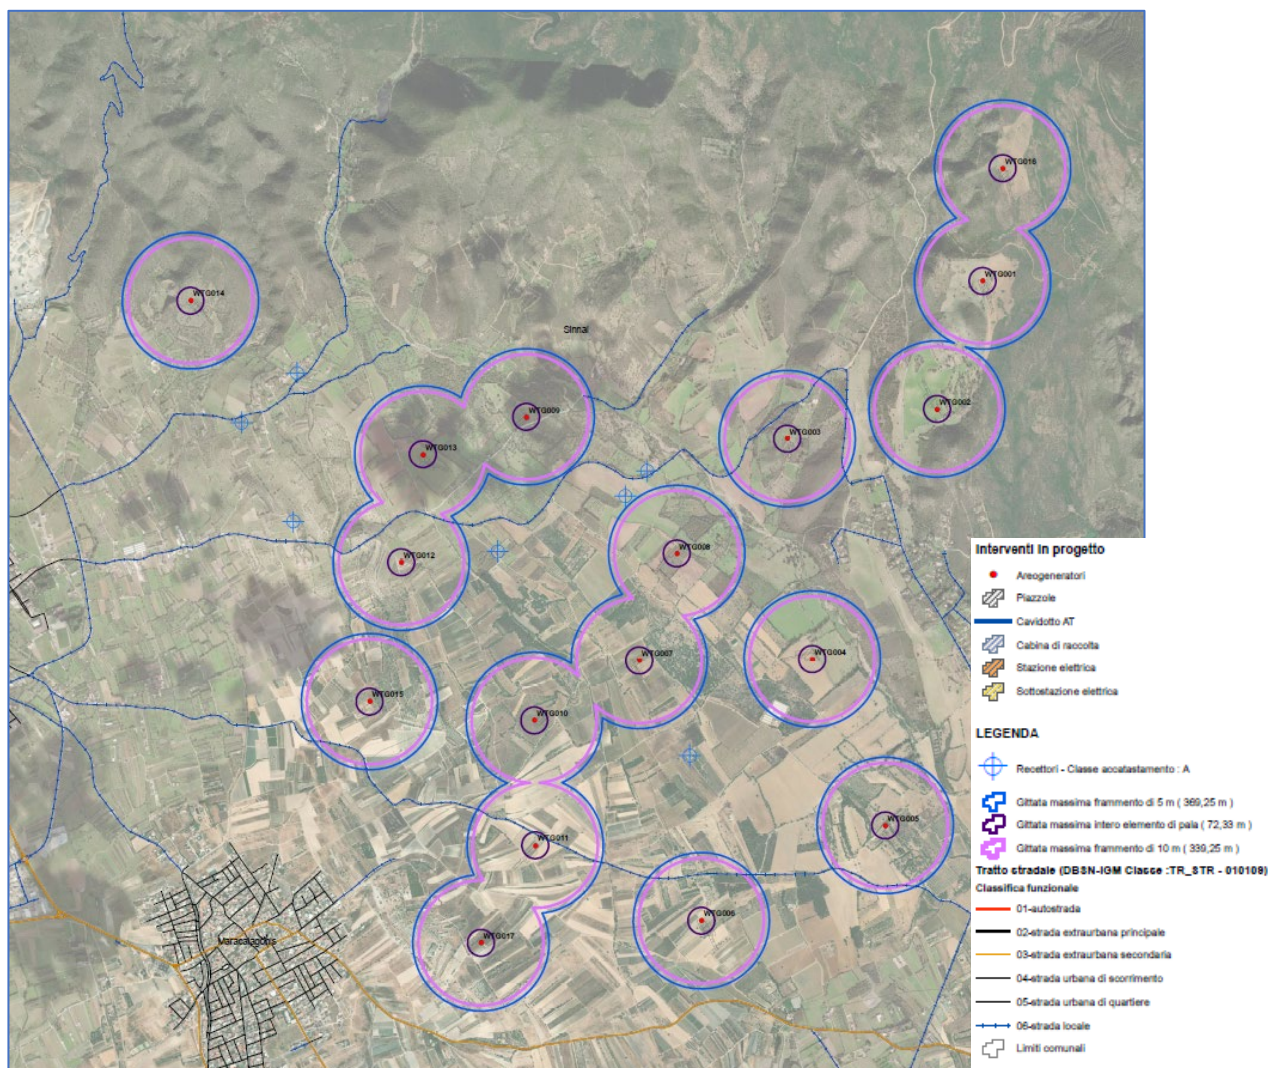 WTG016
WTG001
WTG014
Sinnai
WTG002
WTG009
WTG003
WTG013
WTG008
WTG012
WTG007
WTG004
WTG015
WTG010
WTG005
WTG011
WTG006
WTG017
Maracalagonis
Interventi in progetto
Areogeneratori
Piazzole
Cavidotto AT
Cabina di raccolta
Stazione elettrica
Sottostazione elettrica
LEGENDA
Recettori - Classe accatastamento : A
Gittata massima frammento di 5 m ( 369,25 m )
Gittata massima intero elemento di pala ( 72,33 m )
Gittata massima frammento di 10 m ( 339,25 m )
Tratto stradale (DBSN-IGM Classe :TR_STR - 010109)
Classifica funzionale
01-autostrada
02-strada extraurbana principale
03-strada extraurbana secondaria
04-strada urbana di scorrimento
05-strada urbana di quartiere
06-strada locale
Limiti comunali